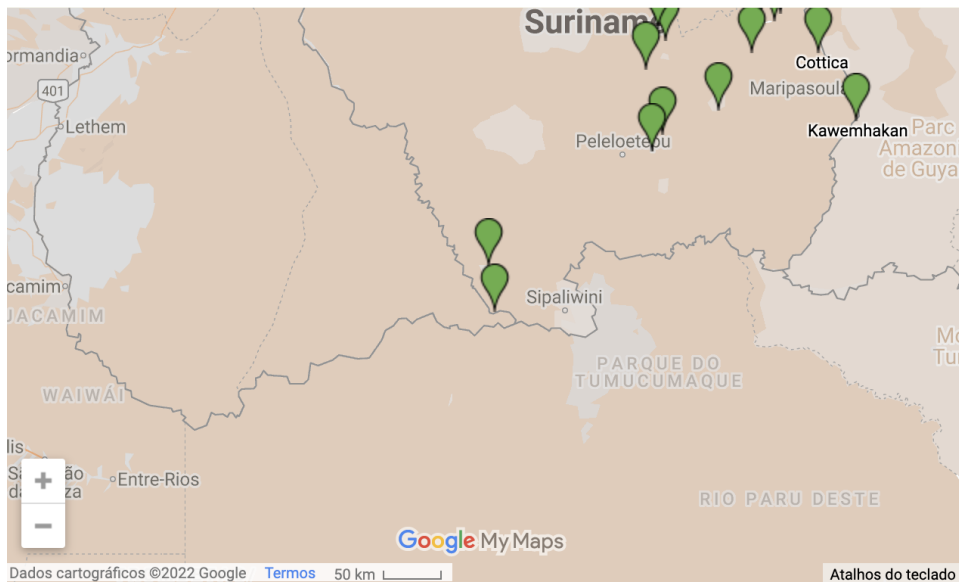 Suriname
ormandia
401
Lethem
Cottica
Maripasoula
Kawemhakan
Parc
Amazon
de Guya
Peleloetepu
Sipaliwini
camim
JACAMIM
PARQUE DO
TUMUCUMAQUE
Mo
Tu
WAIWÁI
lis
Entre-Rios
RIO PARU DESTE
+
−
Google My Maps
Dados cartográficos ©2022 Google Termos 50 km
Atalhos do teclado